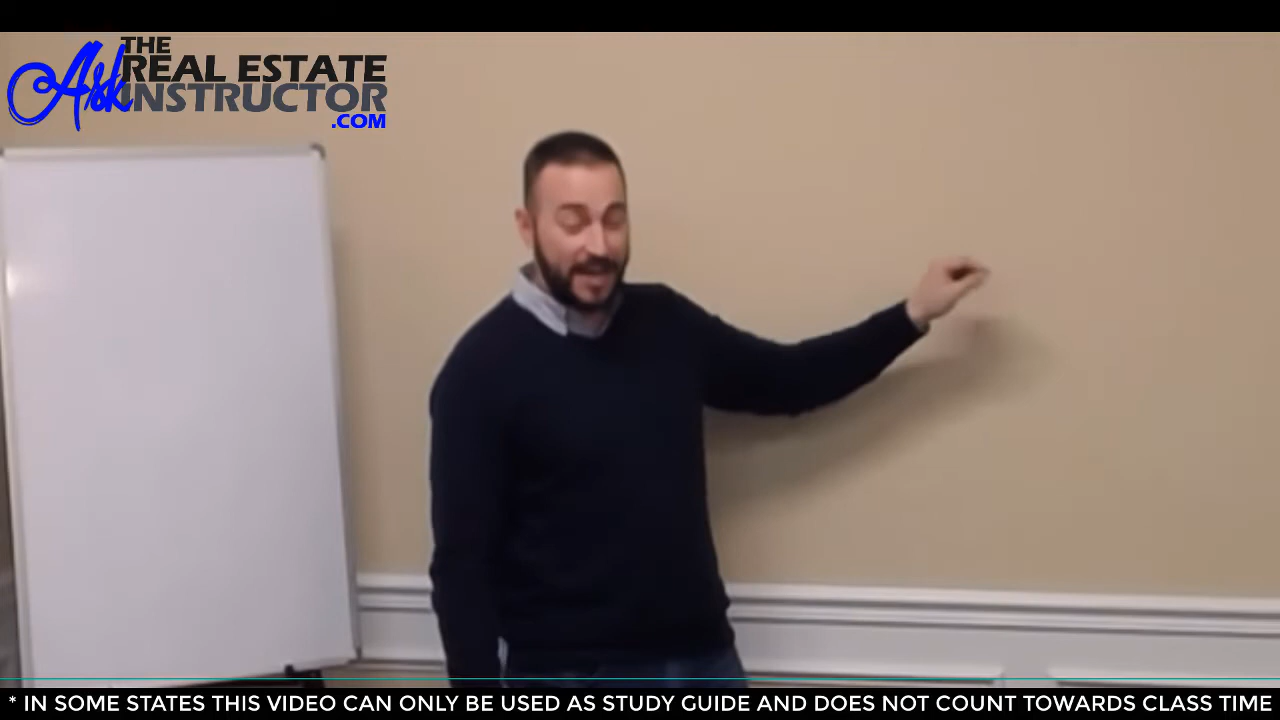 THE
Ask REAL ESTATE
INSTRUCTOR
.COM
* IN SOME STATES THIS VIDEO CAN ONLY BE USED AS STUDY GUIDE AND DOES NOT COUNT TOWARDS CLASS TIME